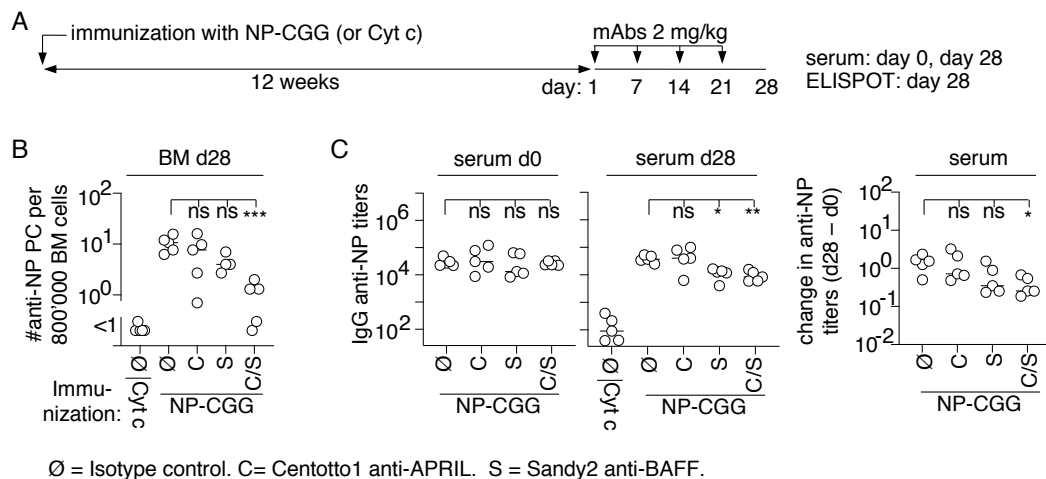 A
immunization with NP-CGG (or Cyt c)
mAbs 2 mg/kg
12 weeks
day: 1 7 14 21 28
serum: day 0, day 28
ELISPOT: day 28
B
BM d28
#anti-NP PC per
800'000 BM cells
10²
10¹
10⁰
<1
ns ns ***
Ø Ø C S C/S
Immu-
nization:
Cyt c
NP-CGG
C
serum d0
IgG anti-NP titers
10⁶
10⁴
10²
ns ns ns
Ø C S C/S
NP-CGG
serum d28
ns * **
Ø Ø C S C/S
Cyt c
NP-CGG
serum
change in anti-NP
titers (d28 – d0)
10²
10¹
10⁰
10⁻¹
10⁻²
ns ns *
Ø C S C/S
NP-CGG
Ø = Isotype control. C= Centotto1 anti-APRIL. S = Sandy2 anti-BAFF.